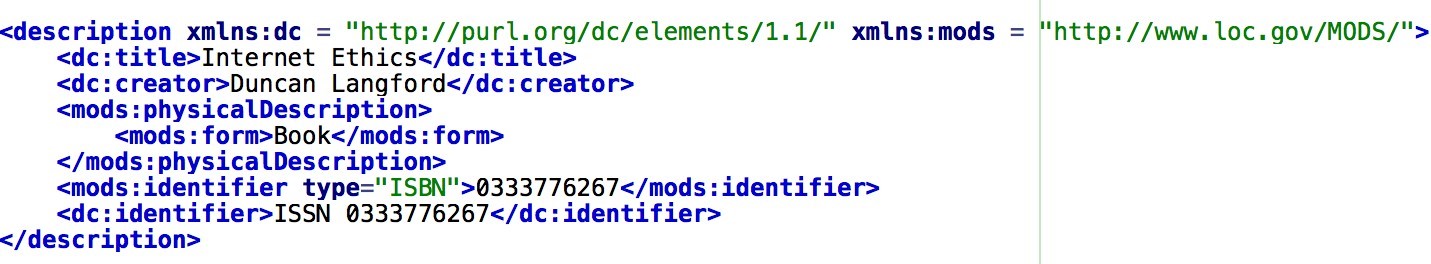 <description xmlns:dc = "http://purl.org/dc/elements/1.1/" xmlns:mods = "http://www.loc.gov/MODS/">
<dc:title>Internet Ethics</dc:title>
<dc:creator>Duncan Langford</dc:creator>
<mods:physicalDescription>
<mods:form>Book</mods:form>
</mods:physicalDescription>
<mods:identifier type="ISBN">0333776267</mods:identifier>
<dc:identifier>ISSN 0333776267</dc:identifier>
</description>